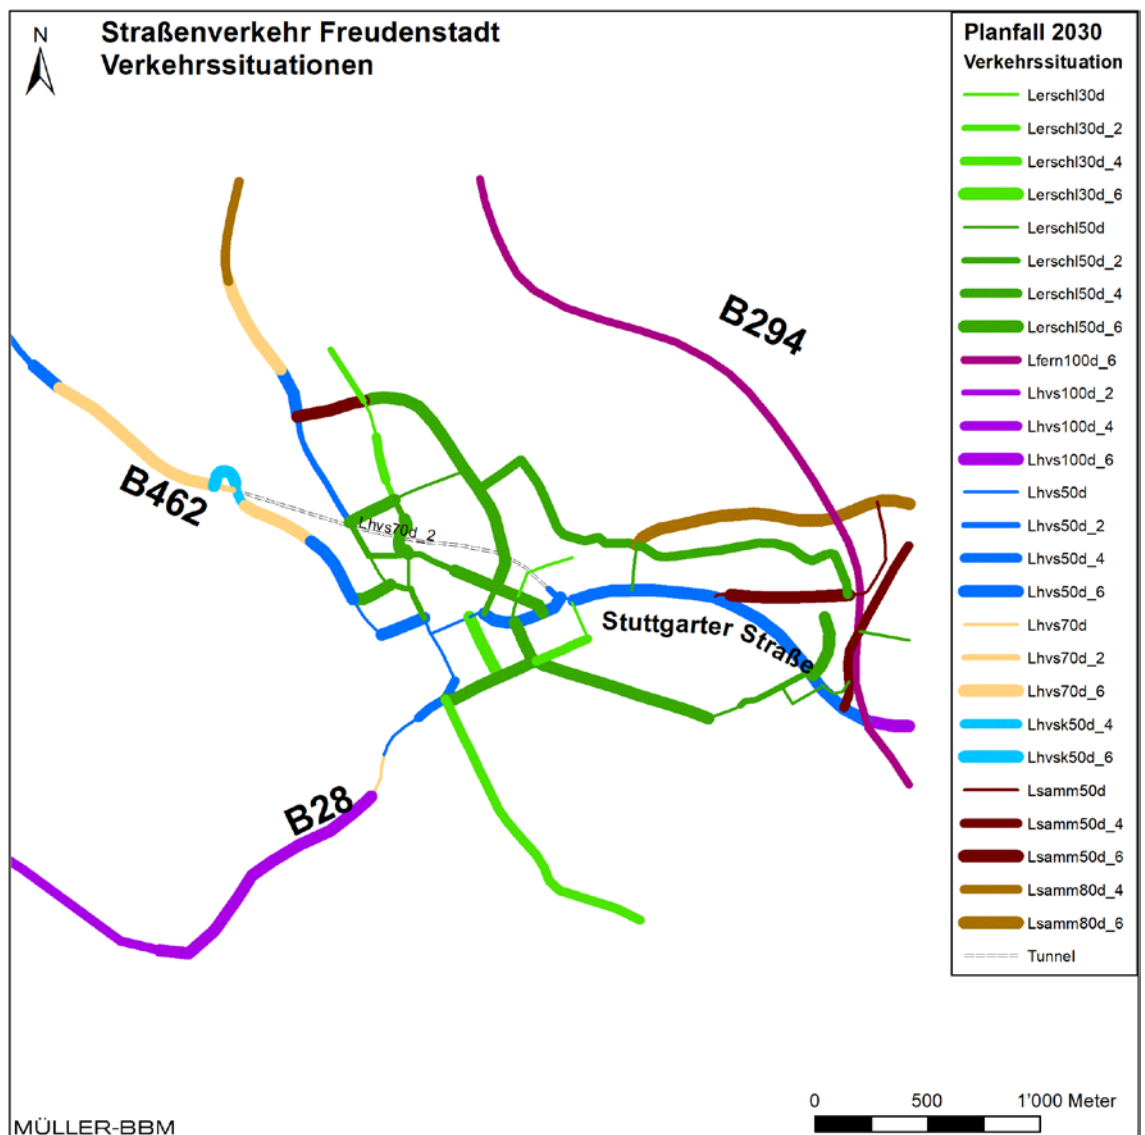 Straßenverkehr Freudenstadt
Verkehrssituationen
N
Planfall 2030
Verkehrssituation
Lerschl30d
Lerschl30d_2
Lerschl30d_4
Lerschl30d_6
Lerschl50d
Lerschl50d_2
Lerschl50d_4
Lerschl50d_6
Lfern100d_6
Lhvs100d_2
Lhvs100d_4
Lhvs100d_6
Lhvs50d
Lhvs50d_2
Lhvs50d_4
Lhvs50d_6
Lhvs70d
Lhvs70d_2
Lhvs70d_6
Lhvsk50d_4
Lhvsk50d_6
Lsamm50d
Lsamm50d_4
Lsamm50d_6
Lsamm80d_4
Lsamm80d_6
Tunnel
B294
B462
Lhvs70d_2
Stuttgarter Straße
B28
0 500 1'000 Meter
MÜLLER-BBM